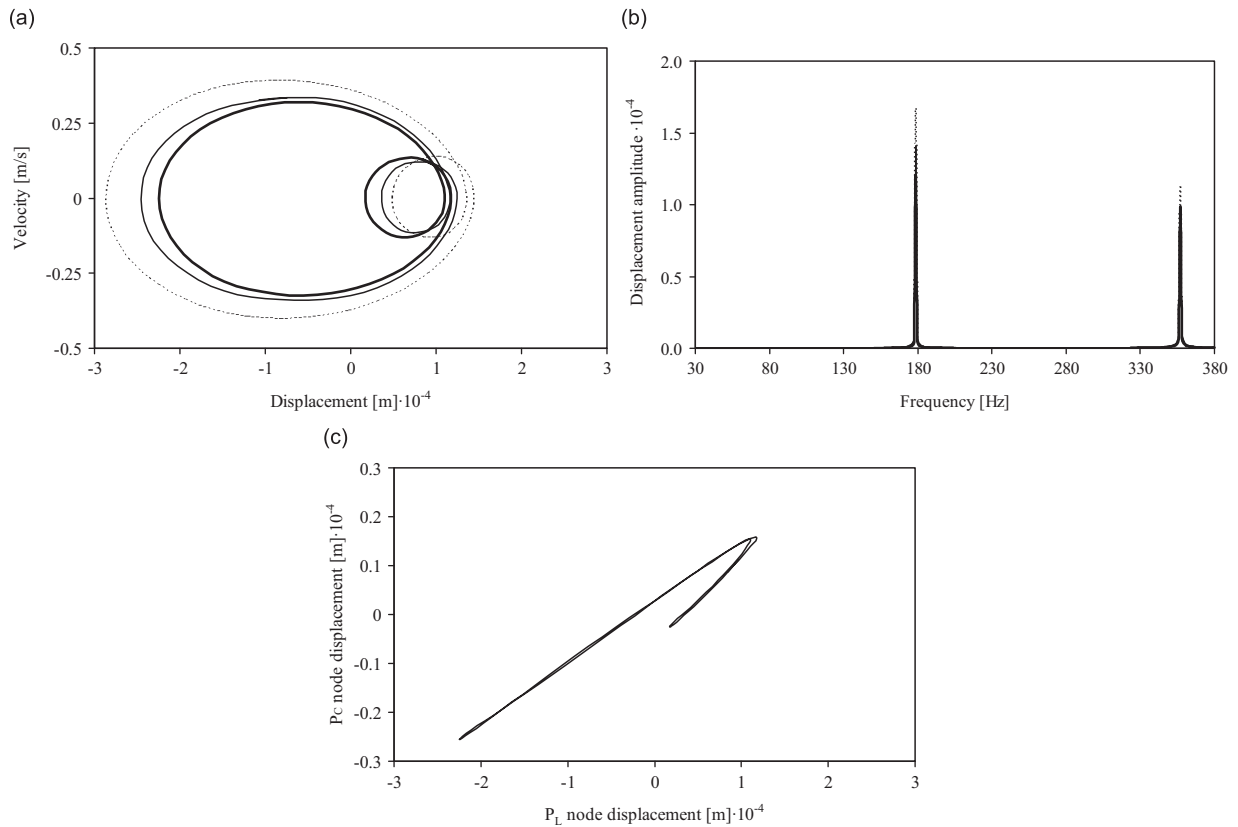 (a)
0.5
0.25
0
-0.25
-0.5
Velocity [m/s]
-3 -2 -1 0 1 2 3
Displacement [m]·10-4
(b)
2.0
1.5
1.0
0.5
0.0
Displacement amplitude ·10-4
30 80 130 180 230 280 330 380
Frequency [Hz]
(c)
0.3
0.2
0.1
0
-0.1
-0.2
-0.3
Pc node displacement [m]·10-4
-3 -2 -1 0 1 2 3
PL node displacement [m]·10-4